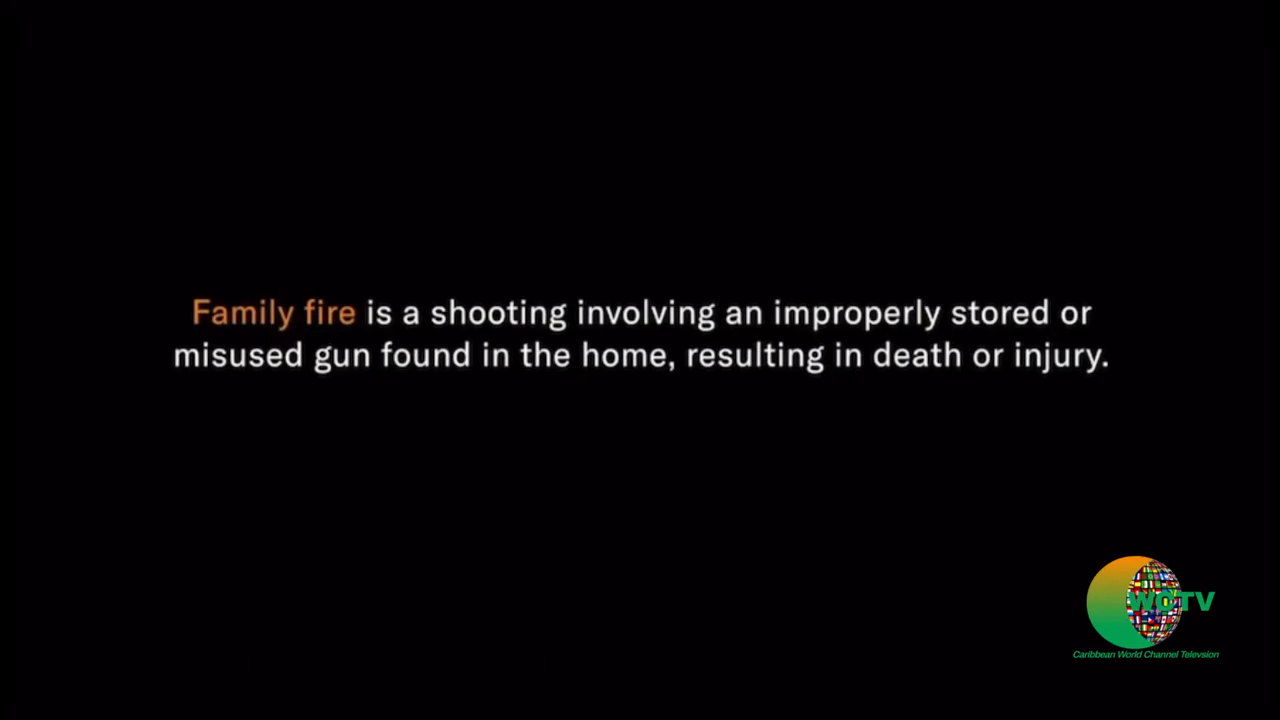 Family fire is a shooting involving an improperly stored or
misused gun found in the home, resulting in death or injury.
WCTV
Caribbean World Channel Televsion